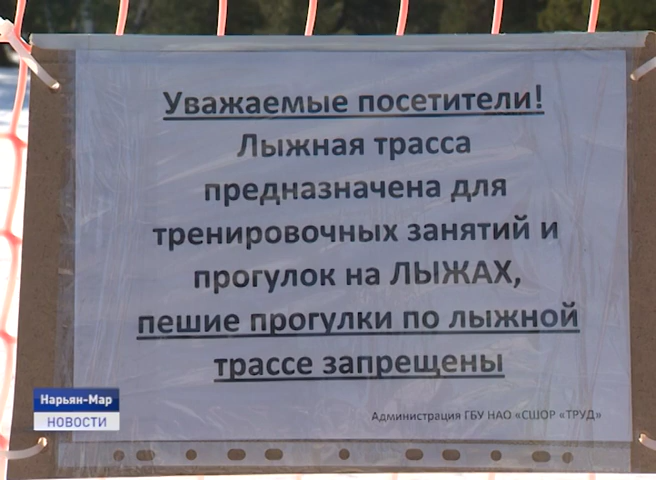 Уважаемые посетители!
Лыжная трасса
предназначена для
тренировочных занятий и
прогулок на ЛЫЖАХ,
пешие прогулки по лыжной
трассе запрещены
Администрация ГБУ НАО «СШОР «ТРУД»
Нарьян-Мар
НОВОСТИ